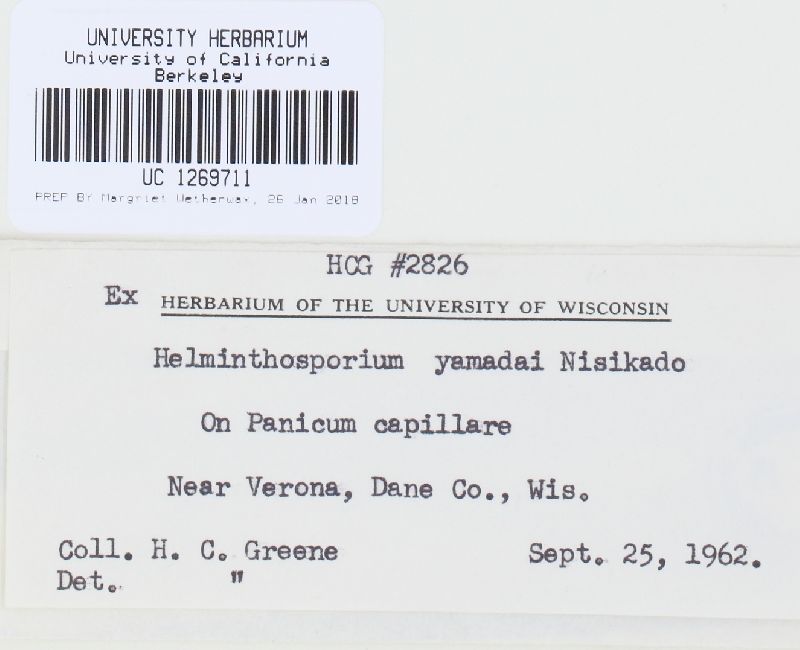 UNIVERSITY HERBARIUM
University of California
Berkeley
UC 1269711
PREP BY Margriet Wetherwax, 26 Jan 2018
HCG #2826
Ex HERBARIUM OF THE UNIVERSITY OF WISCONSIN
Helminthosporium yamadai Nisikado
On Panicum capillare
Near Verona, Dane Co., Wis.
Coll. H. C. Greene Sept. 25, 1962.
Det. "